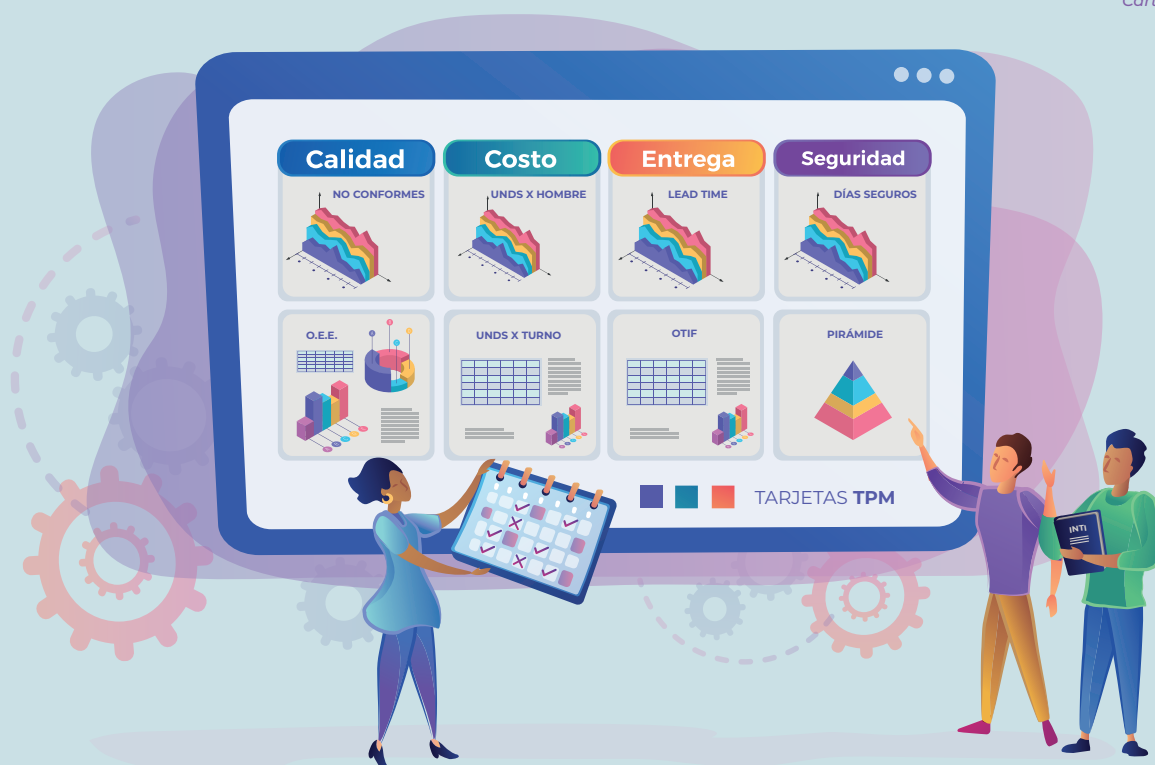 Calidad
Costo
Entrega
Seguridad
NO CONFORMES
UNDS X HOMBRE
LEAD TIME
DÍAS SEGUROS
O.E.E.
UNDS X TURNO
OTIF
PIRÁMIDE
TARJETAS TPM
INTI